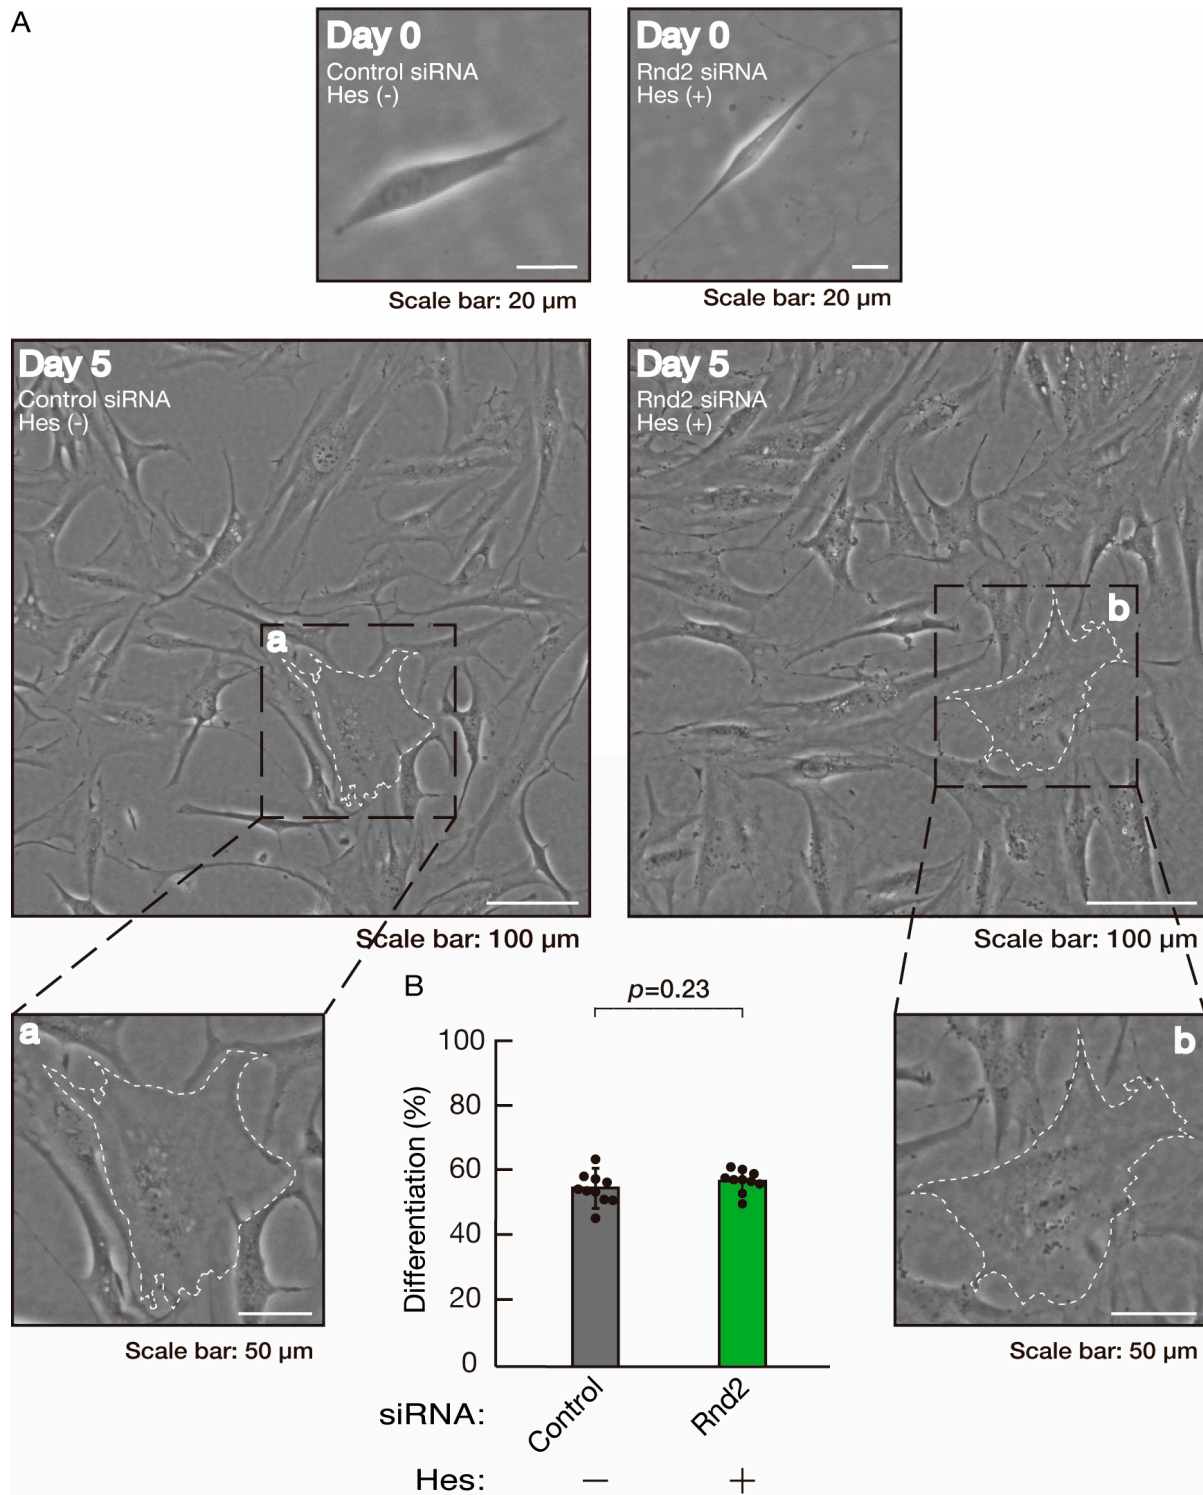 A
Day 0
Control siRNA
Hes (-)
Day 0
Rnd2 siRNA
Hes (+)
Scale bar: 20 µm
Scale bar: 20 µm
Day 5
Control siRNA
Hes (-)
Day 5
Rnd2 siRNA
Hes (+)
a
b
Scale bar: 100 µm
Scale bar: 100 µm
a
b
Scale bar: 50 µm
Scale bar: 50 µm
B
p=0.23
Differentiation (%)
100
80
60
40
20
0
siRNA: Control Rnd2
Hes: − +